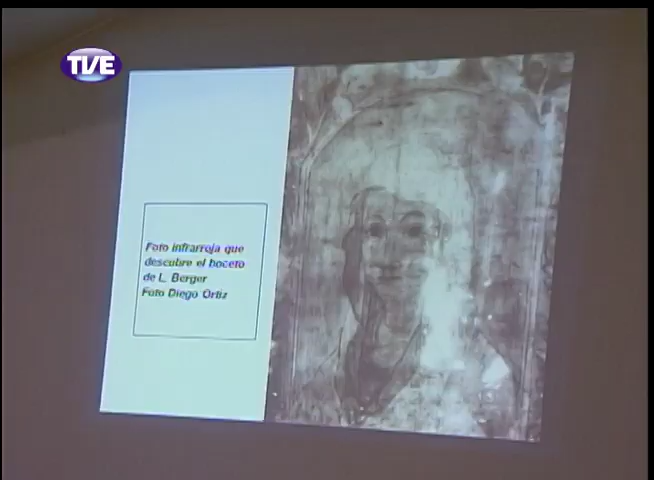 TVE
Foto infrarroja que
descubre el boceto
de L. Berger
Foto Diego Ortiz